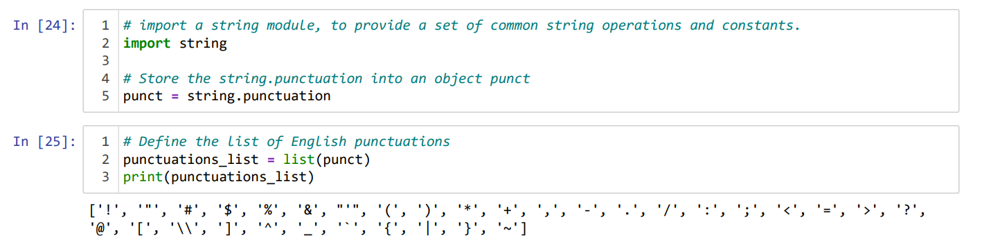 In [24]:
1 # import a string module, to provide a set of common string operations and constants.
2 import string
3
4 # Store the string.punctuation into an object punct
5 punct = string.punctuation
In [25]:
1 # Define the list of English punctuations
2 punctuations_list = list(punct)
3 print(punctuations_list)
['!', '"', '#', '$', '%', '&', "'", '(', ')', '*', '+', ',', '-', '.', '/', ':', ';', '<', '=', '>', '?',
'@', '[', '\\', ']', '^', '_', '`', '{', '|', '}', '~']